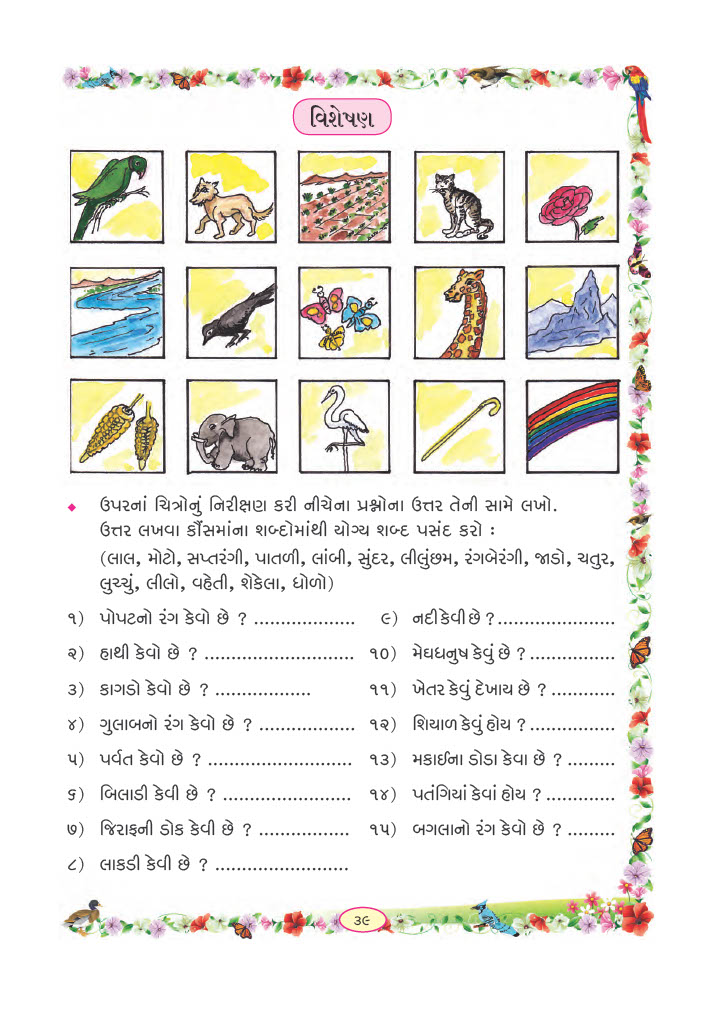 વિશેષણ
◆ ઉપરનાં ચિત્રોનું નિરીક્ષણ કરી નીચેના પ્રશ્નોના ઉત્તર તેની સામે લખો.
ઉત્તર લખવા કૌંસમાંના શબ્દોમાંથી યોગ્ય શબ્દ પસંદ કરો :
(લાલ, મોટો, સપ્તરંગી, પાતળી, લાંબી, સુંદર, લીલુંછમ, રંગબેરંગી, જાડો, ચતુર,
લુચ્ચું, લીલો, વહેતી, શેકેલા, ધોળો)
૧) પોપટનો રંગ કેવો છે ? ...................
૨) હાથી કેવો છે ? ............................
૩) કાગડો કેવો છે ? ..................
૪) ગુલાબનો રંગ કેવો છે ? ..................
૫) પર્વત કેવો છે ? ...........................
૬) બિલાડી કેવી છે ? ........................
૭) જિરાફની ડોક કેવી છે ? .................
૮) લાકડી કેવી છે ? .........................
૯) નદી કેવી છે ? ......................
૧૦) મેઘધનુષ કેવું છે ? ................
૧૧) ખેતર કેવું દેખાય છે ? ............
૧૨) શિયાળ કેવું હોય ? ................
૧૩) મકાઈના ડોડા કેવા છે ? .........
૧૪) પતંગિયાં કેવાં હોય ? .............
૧૫) બગલાનો રંગ કેવો છે ? .........
૩૯